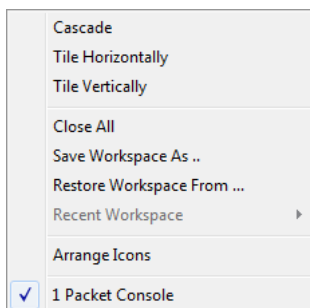 Cascade
Tile Horizontally
Tile Vertically
Close All
Save Workspace As ..
Restore Workspace From ...
Recent Workspace
Arrange Icons
1 Packet Console